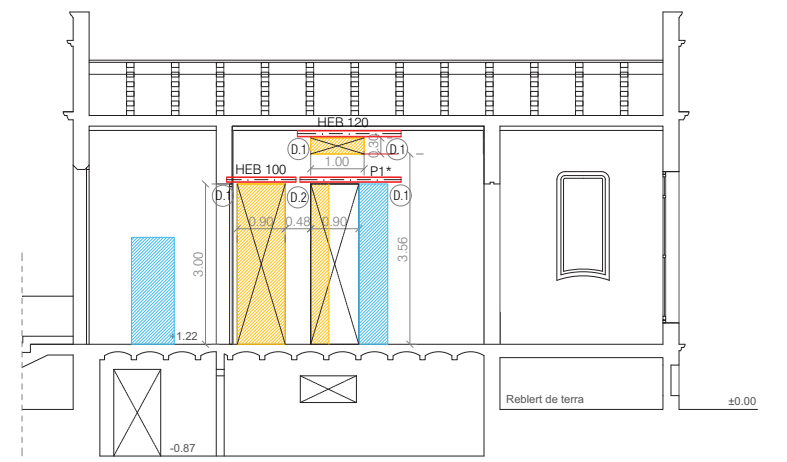 HEB 120
D.1
0.30
D.1
1.00
HEB 100
P1*
D.1
D.2
D.1
0.90
0.48
0.90
3.00
3.56
+1.22
Reblert de terra
±0.00
-0.87